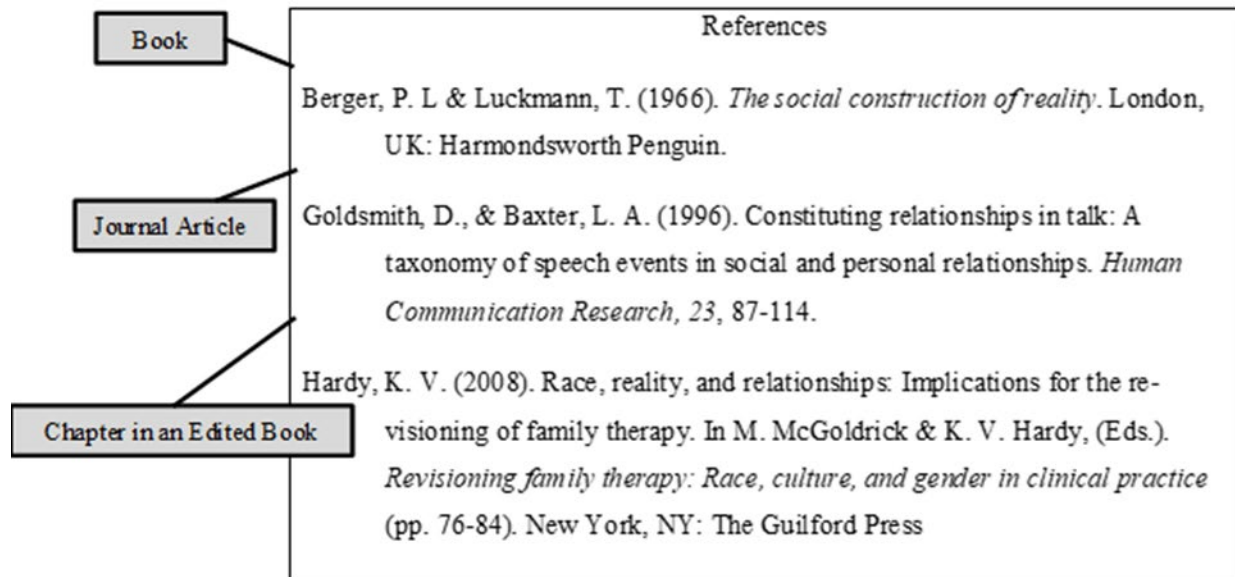 References
Book
Berger, P. L & Luckmann, T. (1966). The social construction of reality. London,
UK: Harmondsworth Penguin.
Journal Article
Goldsmith, D., & Baxter, L. A. (1996). Constituting relationships in talk: A
taxonomy of speech events in social and personal relationships. Human
Communication Research, 23, 87-114.
Chapter in an Edited Book
Hardy, K. V. (2008). Race, reality, and relationships: Implications for the re-
visioning of family therapy. In M. McGoldrick & K. V. Hardy, (Eds.).
Revisioning family therapy: Race, culture, and gender in clinical practice
(pp. 76-84). New York, NY: The Guilford Press